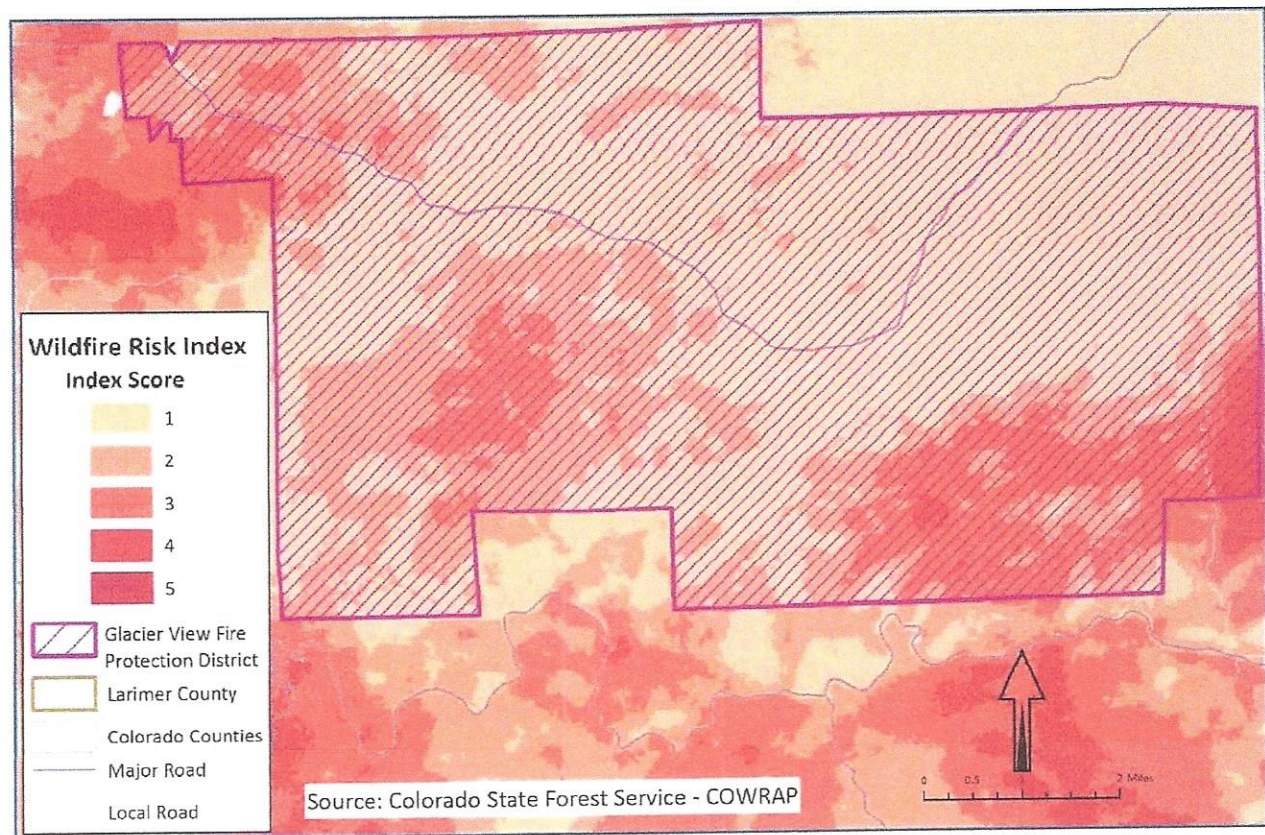 Wildfire Risk Index
Index Score
1
2
3
4
5
Glacier View Fire
Protection District
Larimer County
Colorado Counties
Major Road
Local Road
Source: Colorado State Forest Service - COWRAP
0 0.5 1 2 Miles